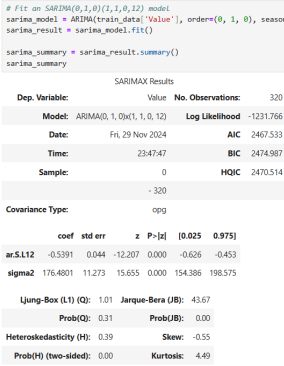 # Fit an SARIMA(0,1,0)(1,1,0,12) model
sarima_model = ARIMA(train_data['Value'], order=(0, 1, 0), season
sarima_result = sarima_model.fit()
sarima_summary = sarima_result.summary()
sarima_summary
SARIMAX Results
Dep. Variable: Value No. Observations: 320
Model: ARIMA(0, 1, 0)x(1, 1, 0, 12) Log Likelihood -1231.766
Date: Fri, 29 Nov 2024 AIC 2467.533
Time: 23:47:47 BIC 2474.987
Sample: 0 HQIC 2470.514
- 320
Covariance Type: opg
coef std err z P>|z| [0.025 0.975]
ar.S.L12 -0.5391 0.044 -12.207 0.000 -0.626 -0.453
sigma2 176.4801 11.273 15.655 0.000 154.386 198.575
Ljung-Box (L1) (Q): 1.01 Jarque-Bera (JB): 43.67
Prob(Q): 0.31 Prob(JB): 0.00
Heteroskedasticity (H): 0.39 Skew: -0.55
Prob(H) (two-sided): 0.00 Kurtosis: 4.49